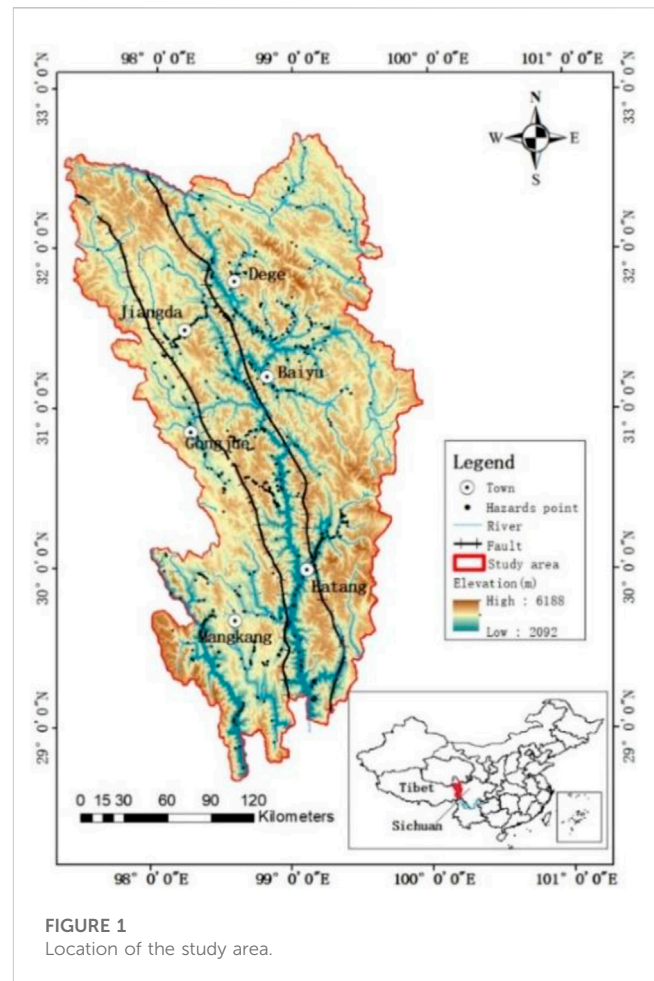 98° 0′0″E 99° 0′0″E 100° 0′0″E 101° 0′0″E
33° 0′0″N 33° 0′0″N
N
W E
S
32° 0′0″N 32° 0′0″N
Dege
Jiangda
Baiyu
31° 0′0″N 31° 0′0″N
Gongjue
Legend
Town
Hazards point
River
Fault
Study area
Elevation(m)
High : 6188
Low : 2092
30° 0′0″N 30° 0′0″N
Batang
Mangkang
29° 0′0″N 29° 0′0″N
Tibet
Sichuan
0 15 30 60 90 120
Kilometers
98° 0′0″E 99° 0′0″E 100° 0′0″E 101° 0′0″E
FIGURE 1
Location of the study area.